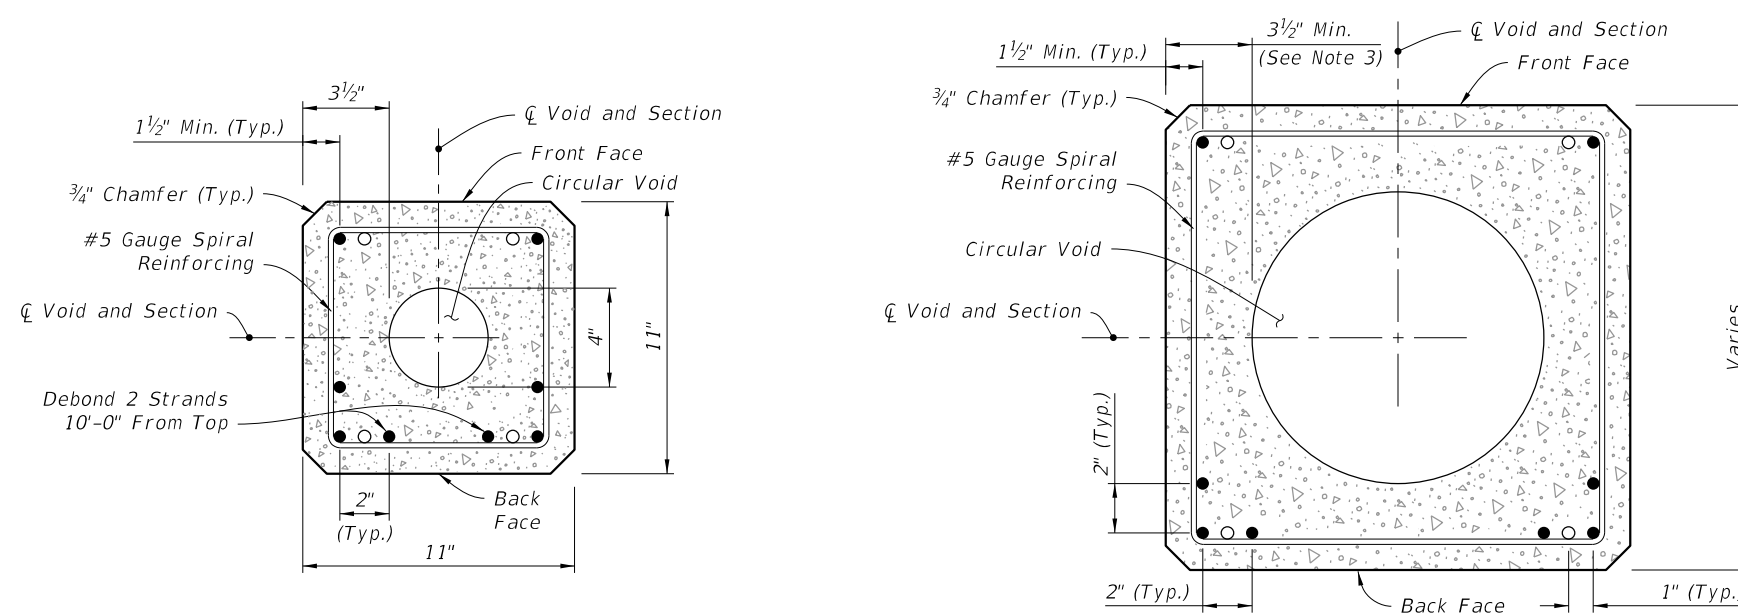 3½"
1½" Min. (Typ.)
℄ Void and Section
Front Face
Circular Void
¾" Chamfer (Typ.)
#5 Gauge Spiral
Reinforcing
℄ Void and Section
4"
11"
Debond 2 Strands
10'-0" From Top
2"
(Typ.)
Back
Face
11"
3½" Min.
(See Note 3)
1½" Min. (Typ.)
℄ Void and Section
Front Face
¾" Chamfer (Typ.)
#5 Gauge Spiral
Reinforcing
Circular Void
℄ Void and Section
Varies
2" (Typ.)
2" (Typ.)
Back Face
1" (Typ.)